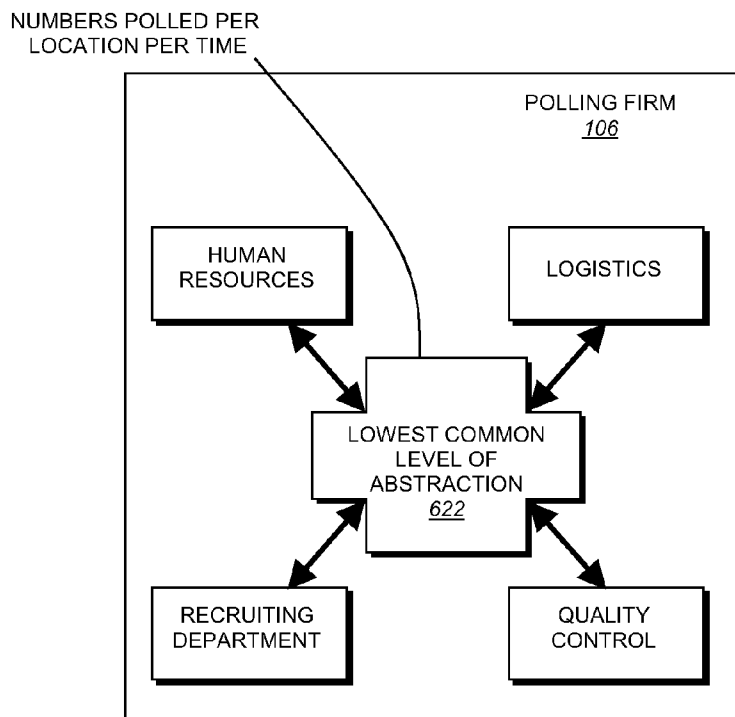 NUMBERS POLLED PER
LOCATION PER TIME
POLLING FIRM
106
HUMAN
RESOURCES
LOGISTICS
LOWEST COMMON
LEVEL OF
ABSTRACTION
622
RECRUITING
DEPARTMENT
QUALITY
CONTROL